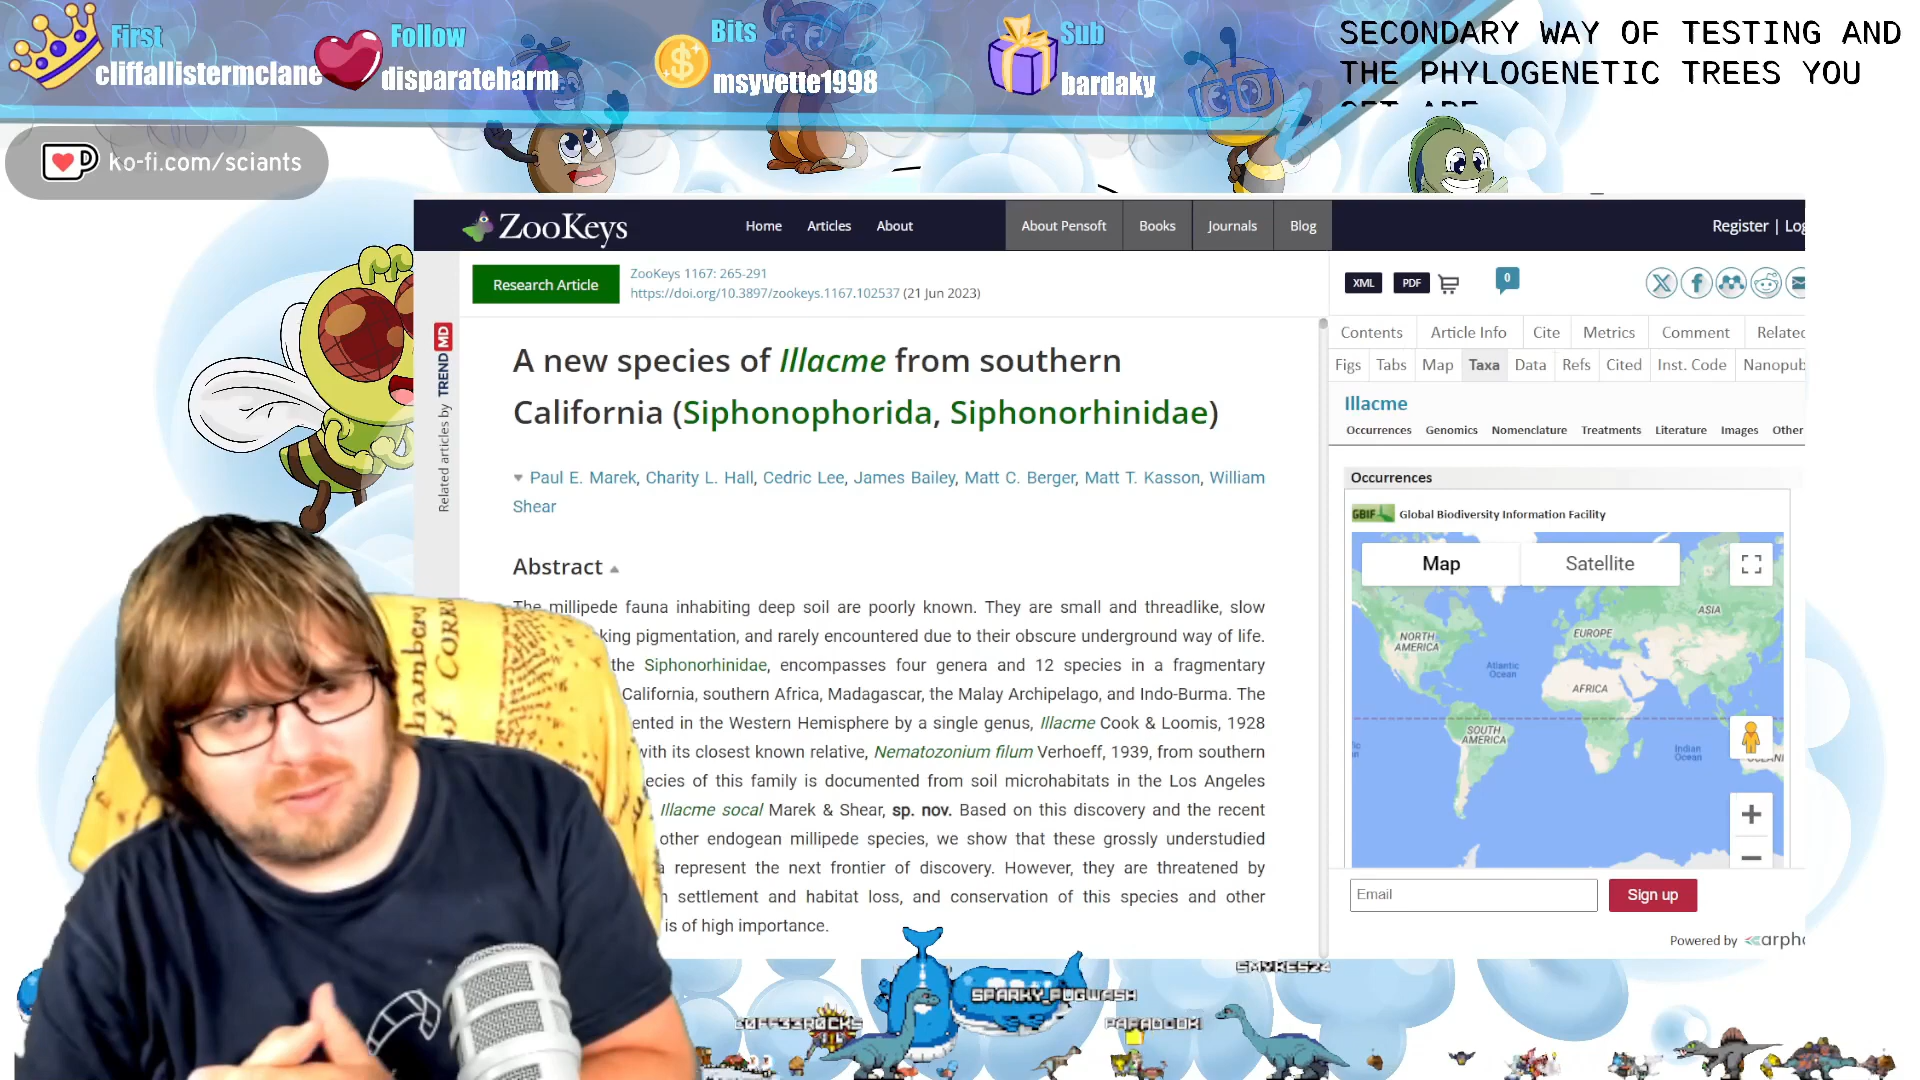 First
cliffallistermclane
Follow
disparateharm
Bits
msyvette1998
Sub
bardaky
SECONDARY WAY OF TESTING AND
THE PHYLOGENETIC TREES YOU
GET ARE
ko-fi.com/sciants
ZooKeys
Home
Articles
About
About Pensoft
Books
Journals
Blog
Register | Log
Research Article
ZooKeys 1167: 265-291
https://doi.org/10.3897/zookeys.1167.102537 (21 Jun 2023)
XML
PDF
0
Related articles by TREND MD
A new species of Illacme from southern
California (Siphonophorida, Siphonorhinidae)
Paul E. Marek, Charity L. Hall, Cedric Lee, James Bailey, Matt C. Berger, Matt T. Kasson, William
Shear
Abstract
The millipede fauna inhabiting deep soil are poorly known. They are small and threadlike, slow
king pigmentation, and rarely encountered due to their obscure underground way of life.
the Siphonorhinidae, encompasses four genera and 12 species in a fragmentary
California, southern Africa, Madagascar, the Malay Archipelago, and Indo-Burma. The
ented in the Western Hemisphere by a single genus, Illacme Cook & Loomis, 1928
with its closest known relative, Nematozonium filum Verhoeff, 1939, from southern
ecies of this family is documented from soil microhabitats in the Los Angeles
Illacme socal Marek & Shear, sp. nov. Based on this discovery and the recent
other endogean millipede species, we show that these grossly understudied
a represent the next frontier of discovery. However, they are threatened by
n settlement and habitat loss, and conservation of this species and other
is of high importance.
Contents
Article Info
Cite
Metrics
Comment
Related
Figs
Tabs
Map
Taxa
Data
Refs
Cited
Inst. Code
Nanopub
Illacme
Occurrences
Genomics
Nomenclature
Treatments
Literature
Images
Other
Occurrences
GBIF
Global Biodiversity Information Facility
Map
Satellite
ASIA
NORTH
AMERICA
EUROPE
Atlantic
Ocean
AFRICA
SOUTH
AMERICA
Indian
Ocean
OCEANI
Email
Sign up
Powered by arpha
SMYKES24
SPARKY_PUGWASH
COFF33ROCKS
PAPADOOK